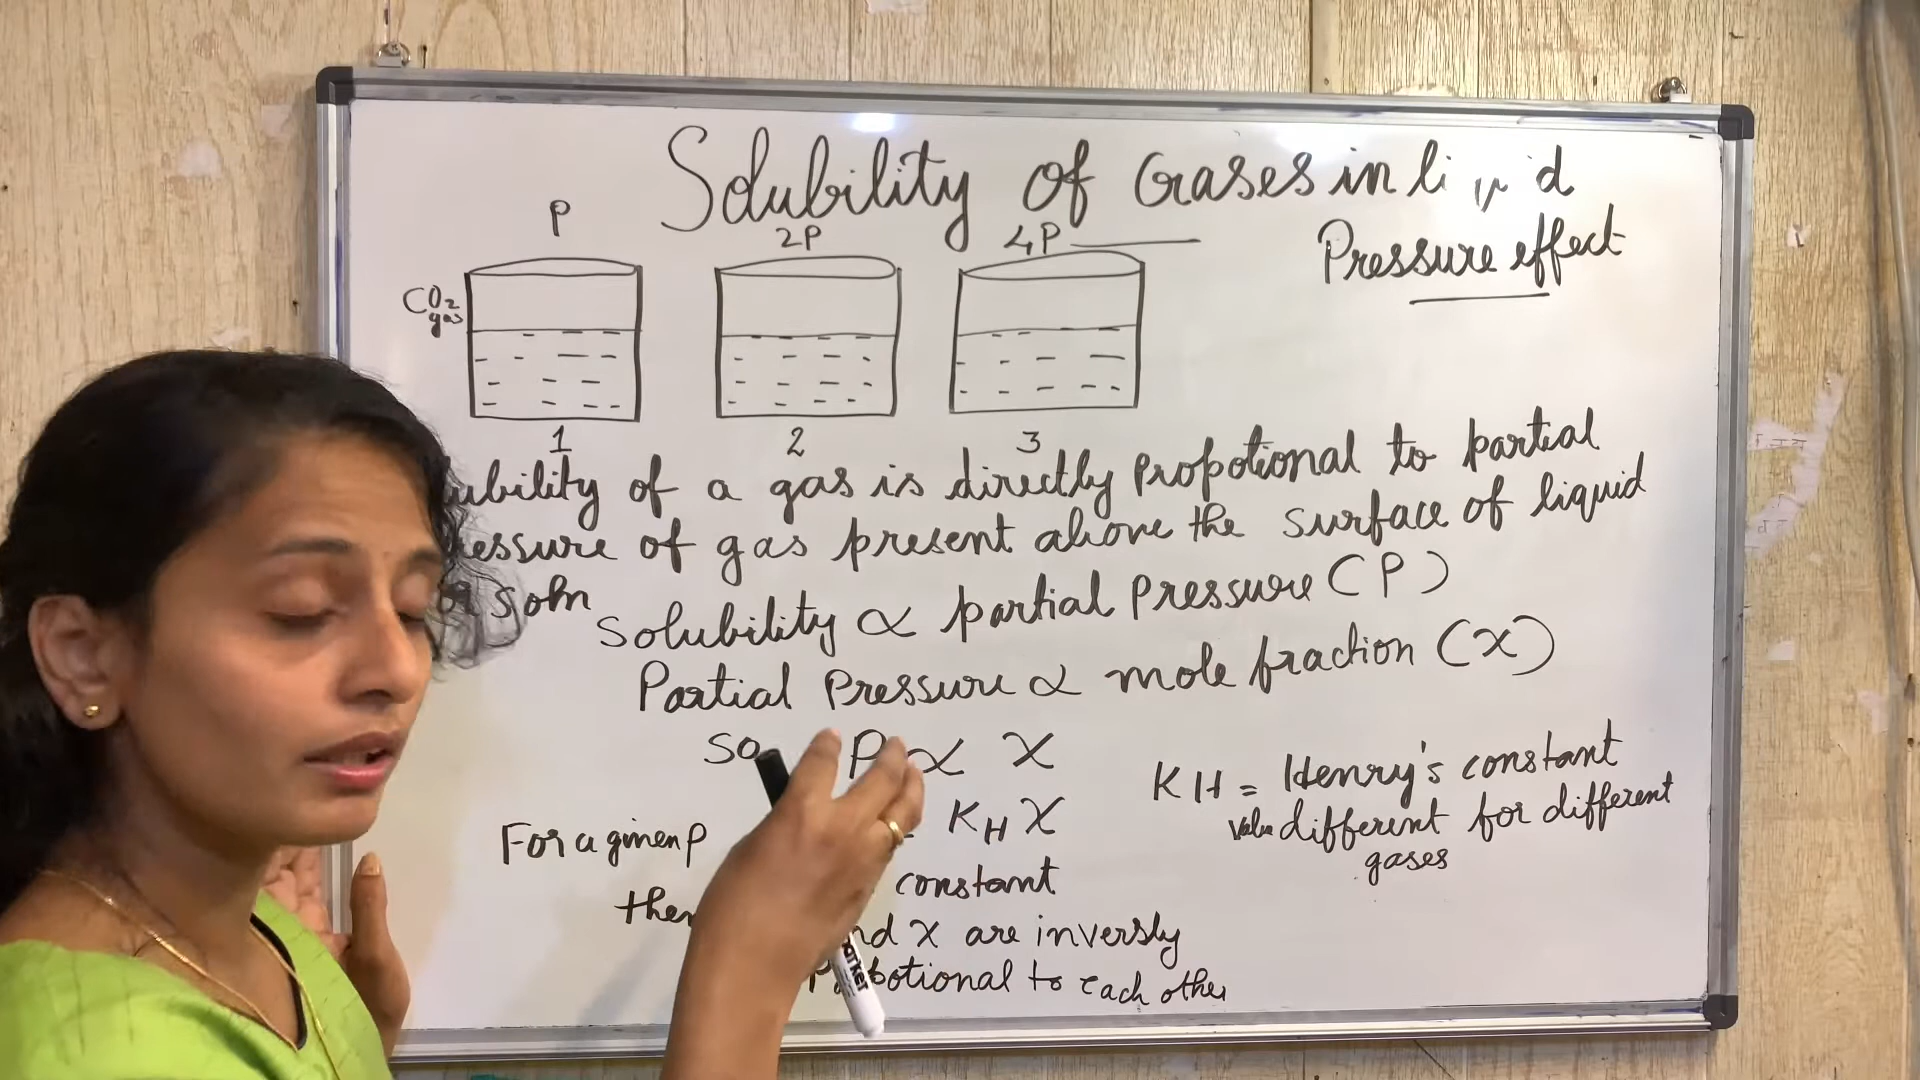 Solubility of Gases in li qu d
Pressure effect
P
2P
4P
CO2
gas
1
2
3
ubility of a gas is directly propotional to partial
essure of gas present above the surface of liquid
or soln
Solubility ∝ partial pressure (P)
Partial Pressure ∝ mole fraction (x)
SO P ∝ x
KH x
KH = Henry's constant
value different for different
gases
For a given P
constant
then
nd x are inversly
potional to each other